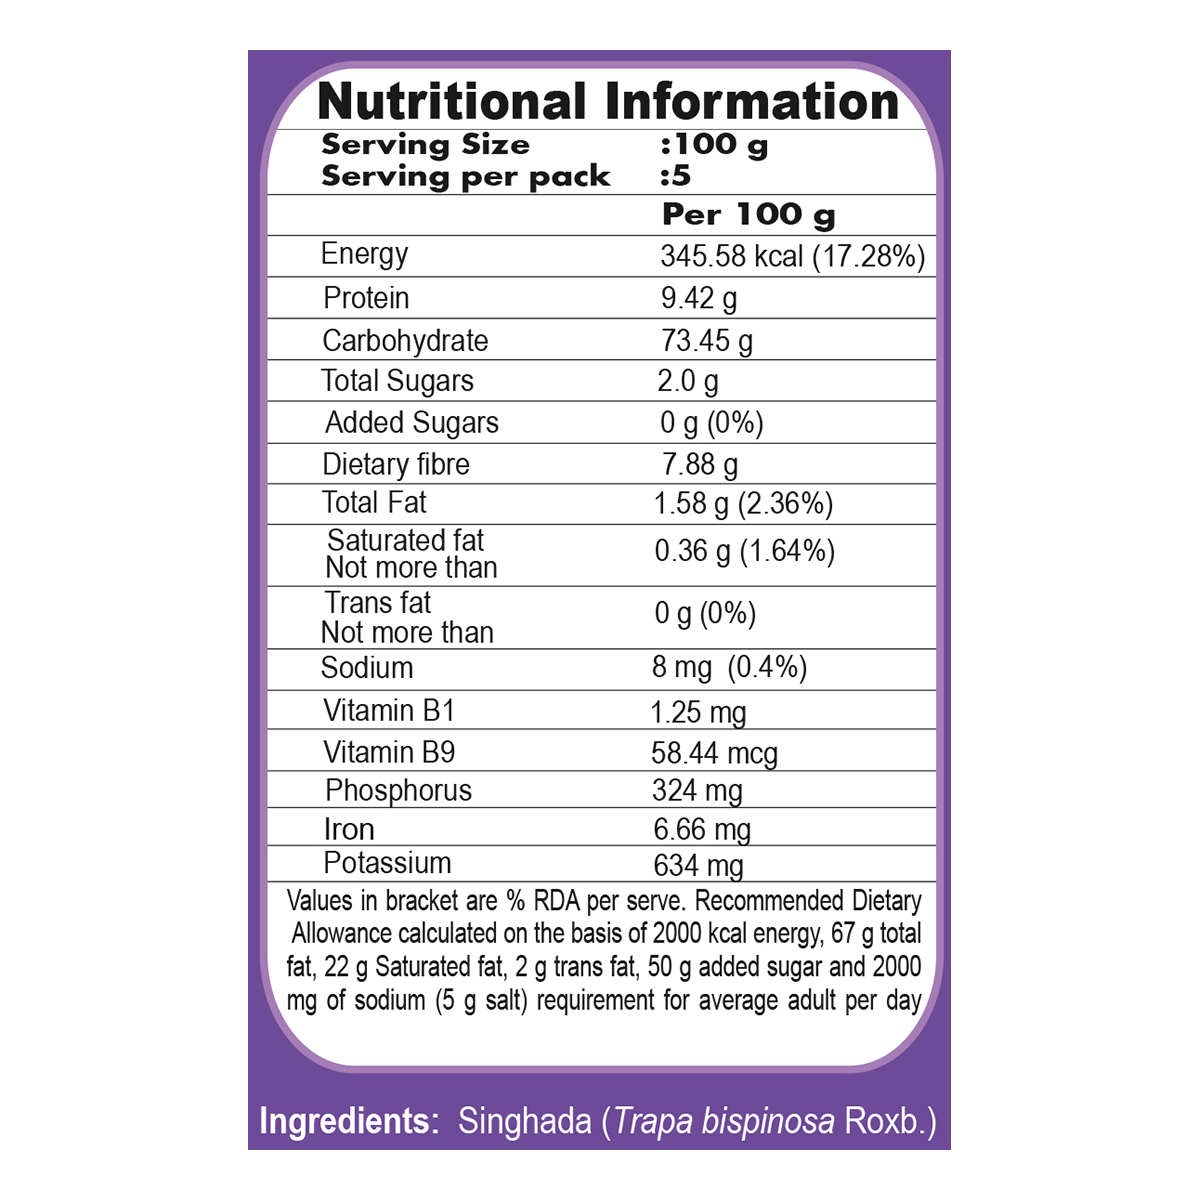 Nutritional Information
Serving Size :100 g
Serving per pack :5
Per 100 g
Energy 345.58 kcal (17.28%)
Protein 9.42 g
Carbohydrate 73.45 g
Total Sugars 2.0 g
Added Sugars 0 g (0%)
Dietary fibre 7.88 g
Total Fat 1.58 g (2.36%)
Saturated fat
Not more than 0.36 g (1.64%)
Trans fat
Not more than 0 g (0%)
Sodium 8 mg (0.4%)
Vitamin B1 1.25 mg
Vitamin B9 58.44 mcg
Phosphorus 324 mg
Iron 6.66 mg
Potassium 634 mg
Values in bracket are % RDA per serve. Recommended Dietary
Allowance calculated on the basis of 2000 kcal energy, 67 g total
fat, 22 g Saturated fat, 2 g trans fat, 50 g added sugar and 2000
mg of sodium (5 g salt) requirement for average adult per day
Ingredients: Singhada (Trapa bispinosa Roxb.)